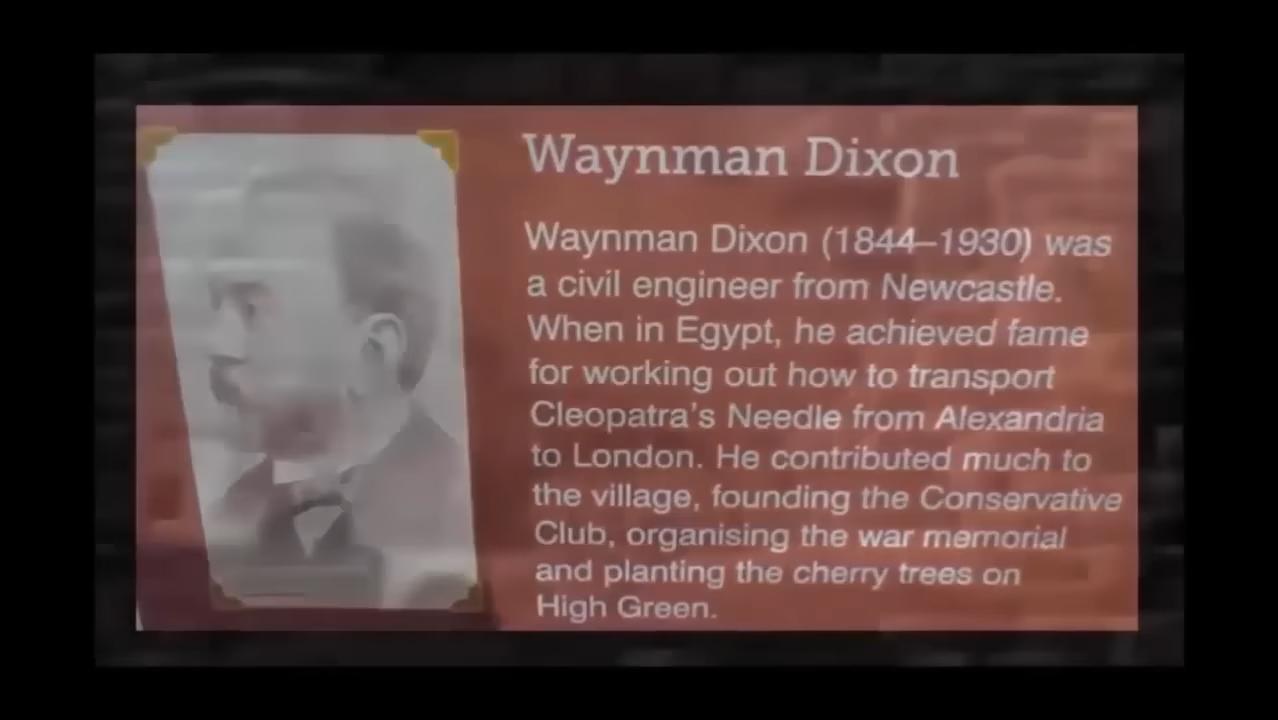 Waynman Dixon
Waynman Dixon (1844–1930) was
a civil engineer from Newcastle.
When in Egypt, he achieved fame
for working out how to transport
Cleopatra's Needle from Alexandria
to London. He contributed much to
the village, founding the Conservative
Club, organising the war memorial
and planting the cherry trees on
High Green.